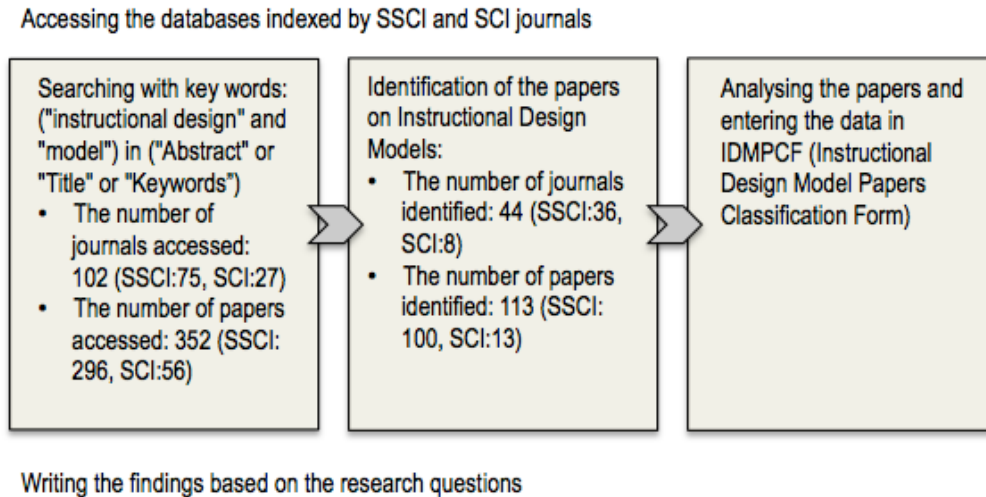 Accessing the databases indexed by SSCI and SCI journals
Searching with key words:
("instructional design" and
"model") in ("Abstract" or
"Title" or "Keywords”)
• The number of
journals accessed:
102 (SSCI:75, SCI:27)
• The number of papers
accessed: 352 (SSCI:
296, SCI:56)
Identification of the papers
on Instructional Design
Models:
• The number of journals
identified: 44 (SSCI:36,
SCI:8)
• The number of papers
identified: 113 (SSCI:
100, SCI:13)
Analysing the papers and
entering the data in
IDMPCF (Instructional
Design Model Papers
Classification Form)
Writing the findings based on the research questions